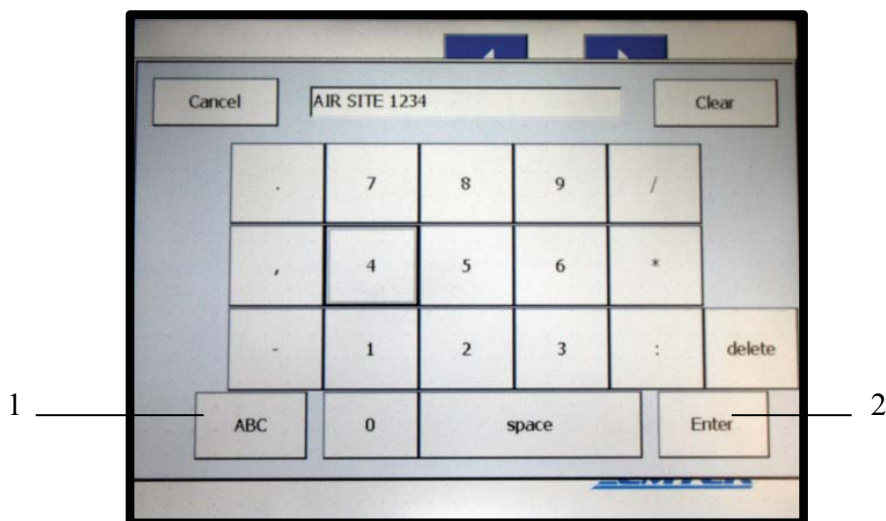 Cancel AIR SITE 1234 Clear
. 7 8 9 /
, 4 5 6 *
- 1 2 3 : delete
1 ABC 0 space Enter 2